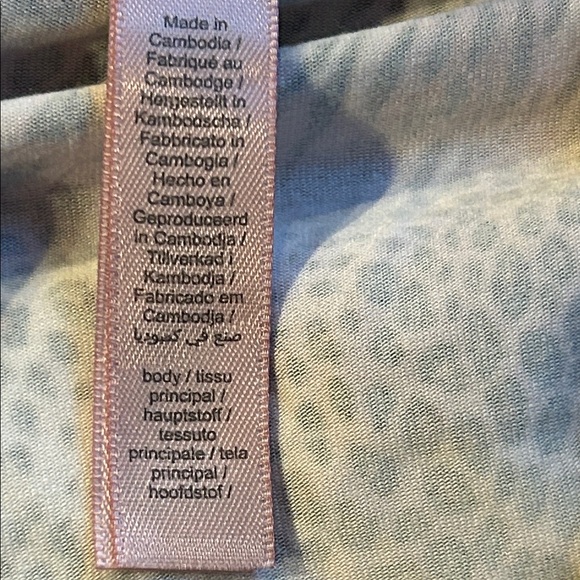 Made in
Cambodia /
Fabriqué au
Cambodge /
Hergestellt in
Kambodscha /
Fabbricato in
Cambogia /
Hecho en
Camboya /
Geproduceerd
in Cambodja /
Tillverkad i
Kambodja /
Fabricado em
Cambodja /
صنع في كمبوديا
body / tissu
principal /
hauptstoff /
tessuto
principale / tela
principal /
hoofdstof /